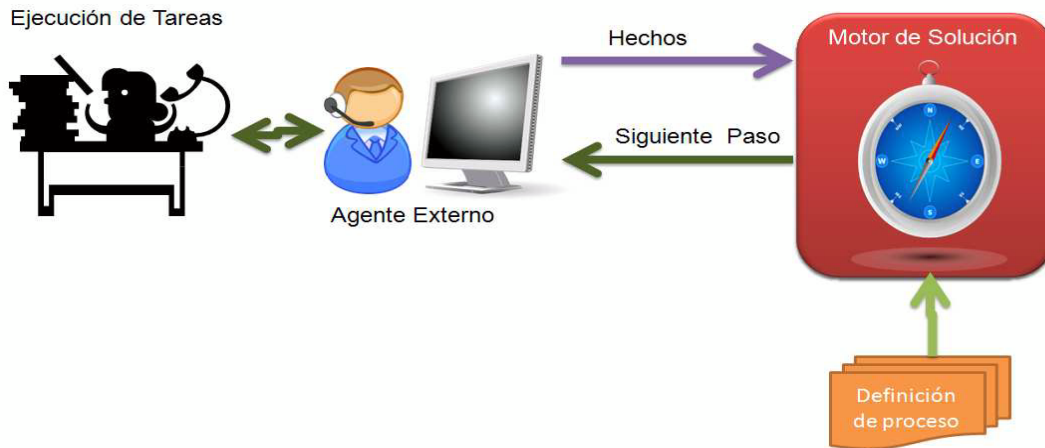 Ejecución de Tareas
Hechos
Motor de Solución
Siguiente Paso
Agente Externo
N
W
E
S
Definición
de proceso